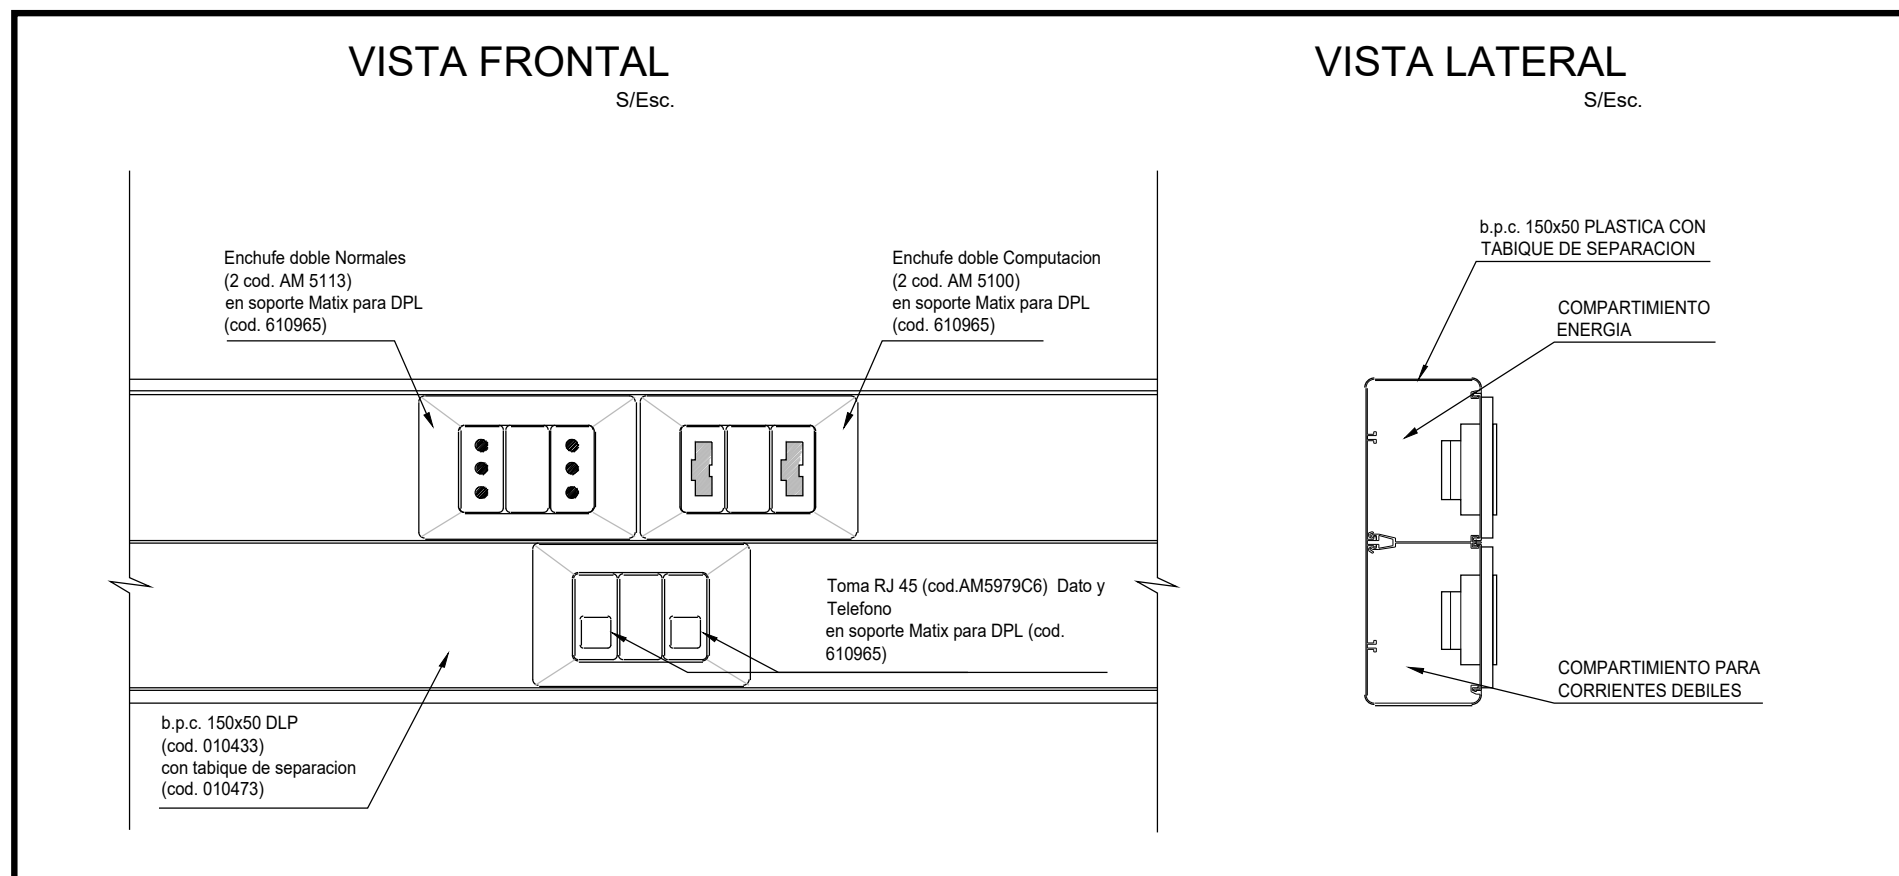 VISTA FRONTAL
S/Esc.
VISTA LATERAL
S/Esc.
Enchufe doble Normales
(2 cod. AM 5113)
en soporte Matix para DPL
(cod. 610965)
Enchufe doble Computacion
(2 cod. AM 5100)
en soporte Matix para DPL
(cod. 610965)
b.p.c. 150x50 PLASTICA CON
TABIQUE DE SEPARACION
COMPARTIMIENTO
ENERGIA
Toma RJ 45 (cod.AM5979C6) Dato y
Telefono
en soporte Matix para DPL (cod.
610965)
COMPARTIMIENTO PARA
CORRIENTES DEBILES
b.p.c. 150x50 DLP
(cod. 010433)
con tabique de separacion
(cod. 010473)